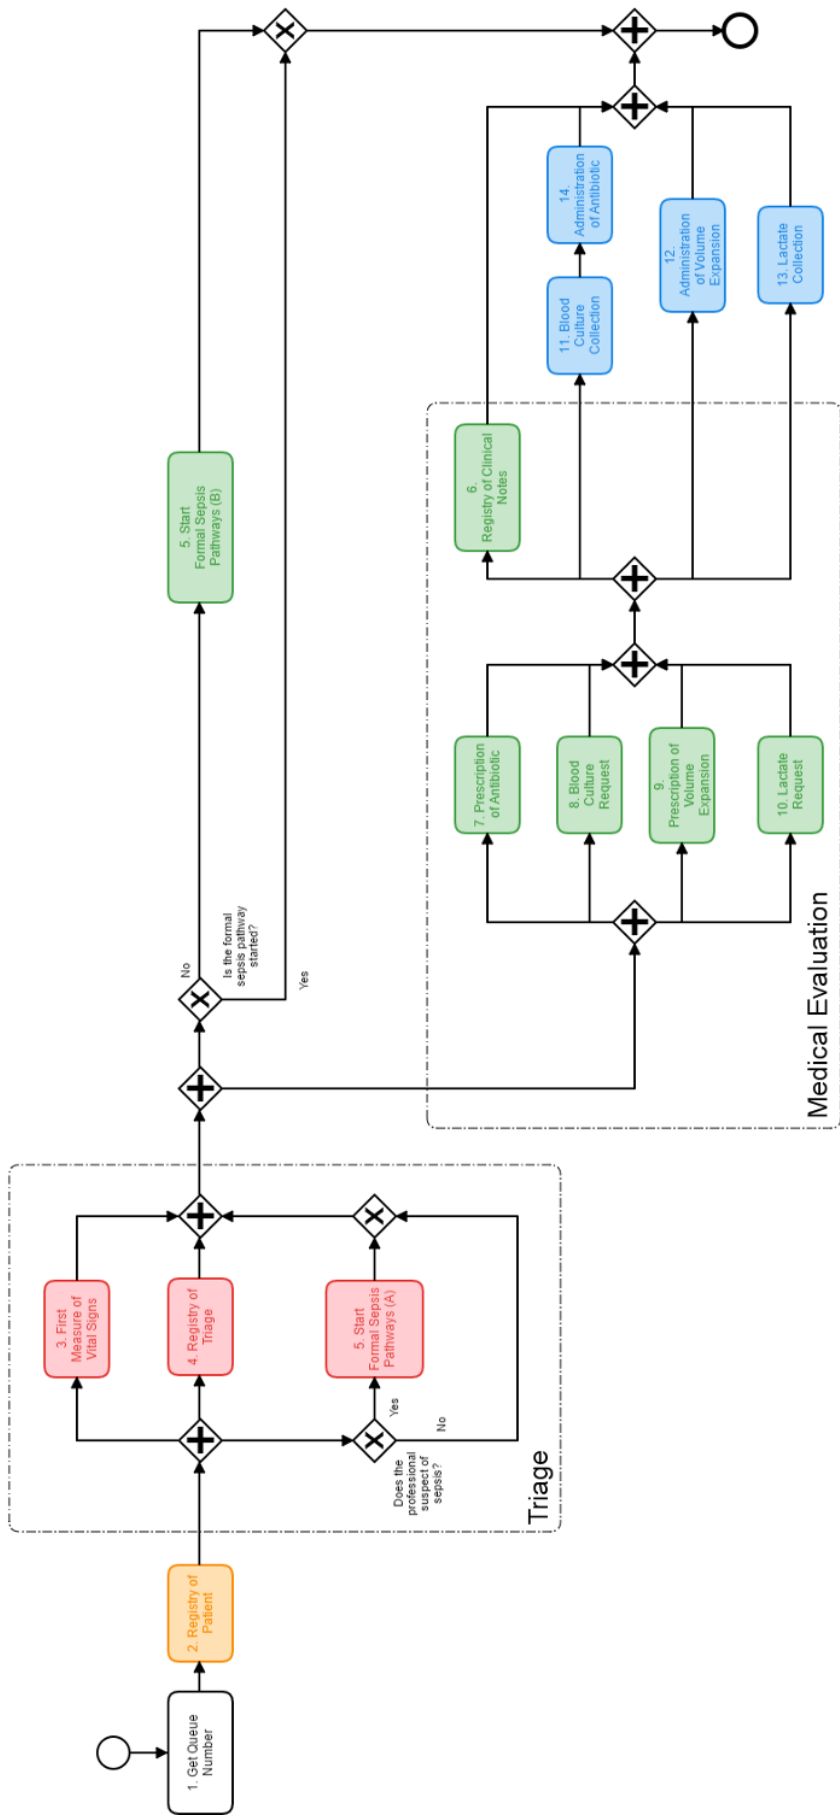 1. Get Queue
Number
2. Registry of
Patient
3. First
Measure of
Vital Signs
4. Registry of
Triage
Does the
professional
suspect of
sepsis?
Yes
No
5. Start
Formal Sepsis
Pathways (A)
Triage
Is the formal
sepsis pathway
started?
No
Yes
5. Start
Formal Sepsis
Pathways (B)
7. Prescription
of Antibiotic
8. Blood
Culture
Request
9.
Prescription of
Volume
Expansion
10. Lactate
Request
6.
Registry of Clinical
Notes
Medical Evaluation
11. Blood
Culture
Collection
14.
Administration
of Antibiotic
12.
Administration
of Volume
Expansion
13. Lactate
Collection